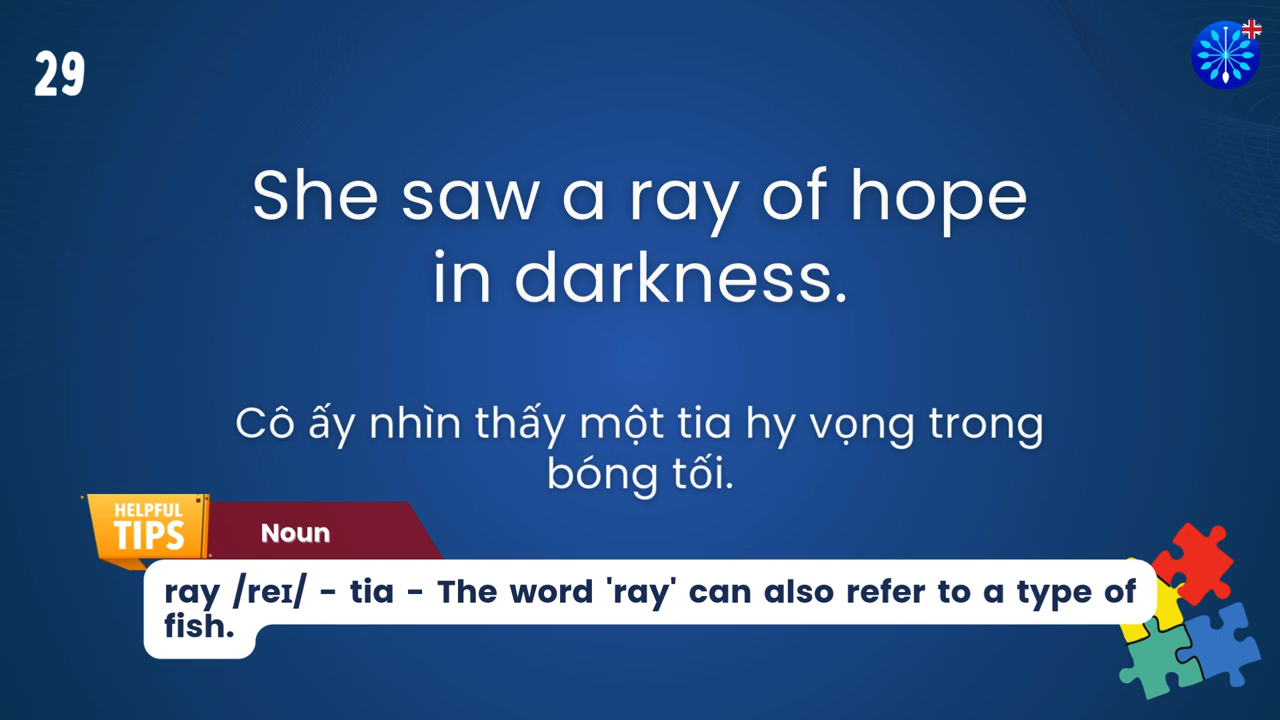 29
She saw a ray of hope
in darkness.
Cô ấy nhìn thấy một tia hy vọng trong
bóng tối.
HELPFUL
TIPS
Noun
ray /reɪ/ - tia - The word 'ray' can also refer to a type of
fish.